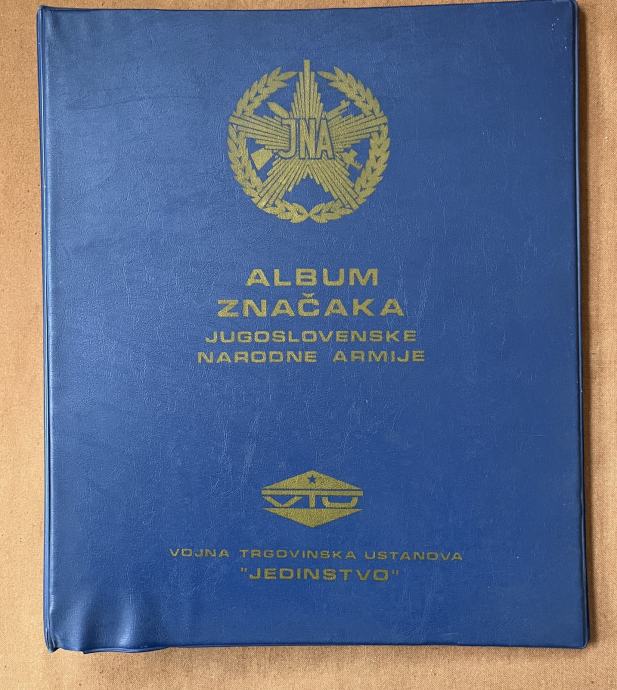 JNA
ALBUM
ZNAČAKA
JUGOSLOVENSKE
NARODNE ARMIJE
VTU
VOJNA TRGOVINSKA USTANOVA
"JEDINSTVO"